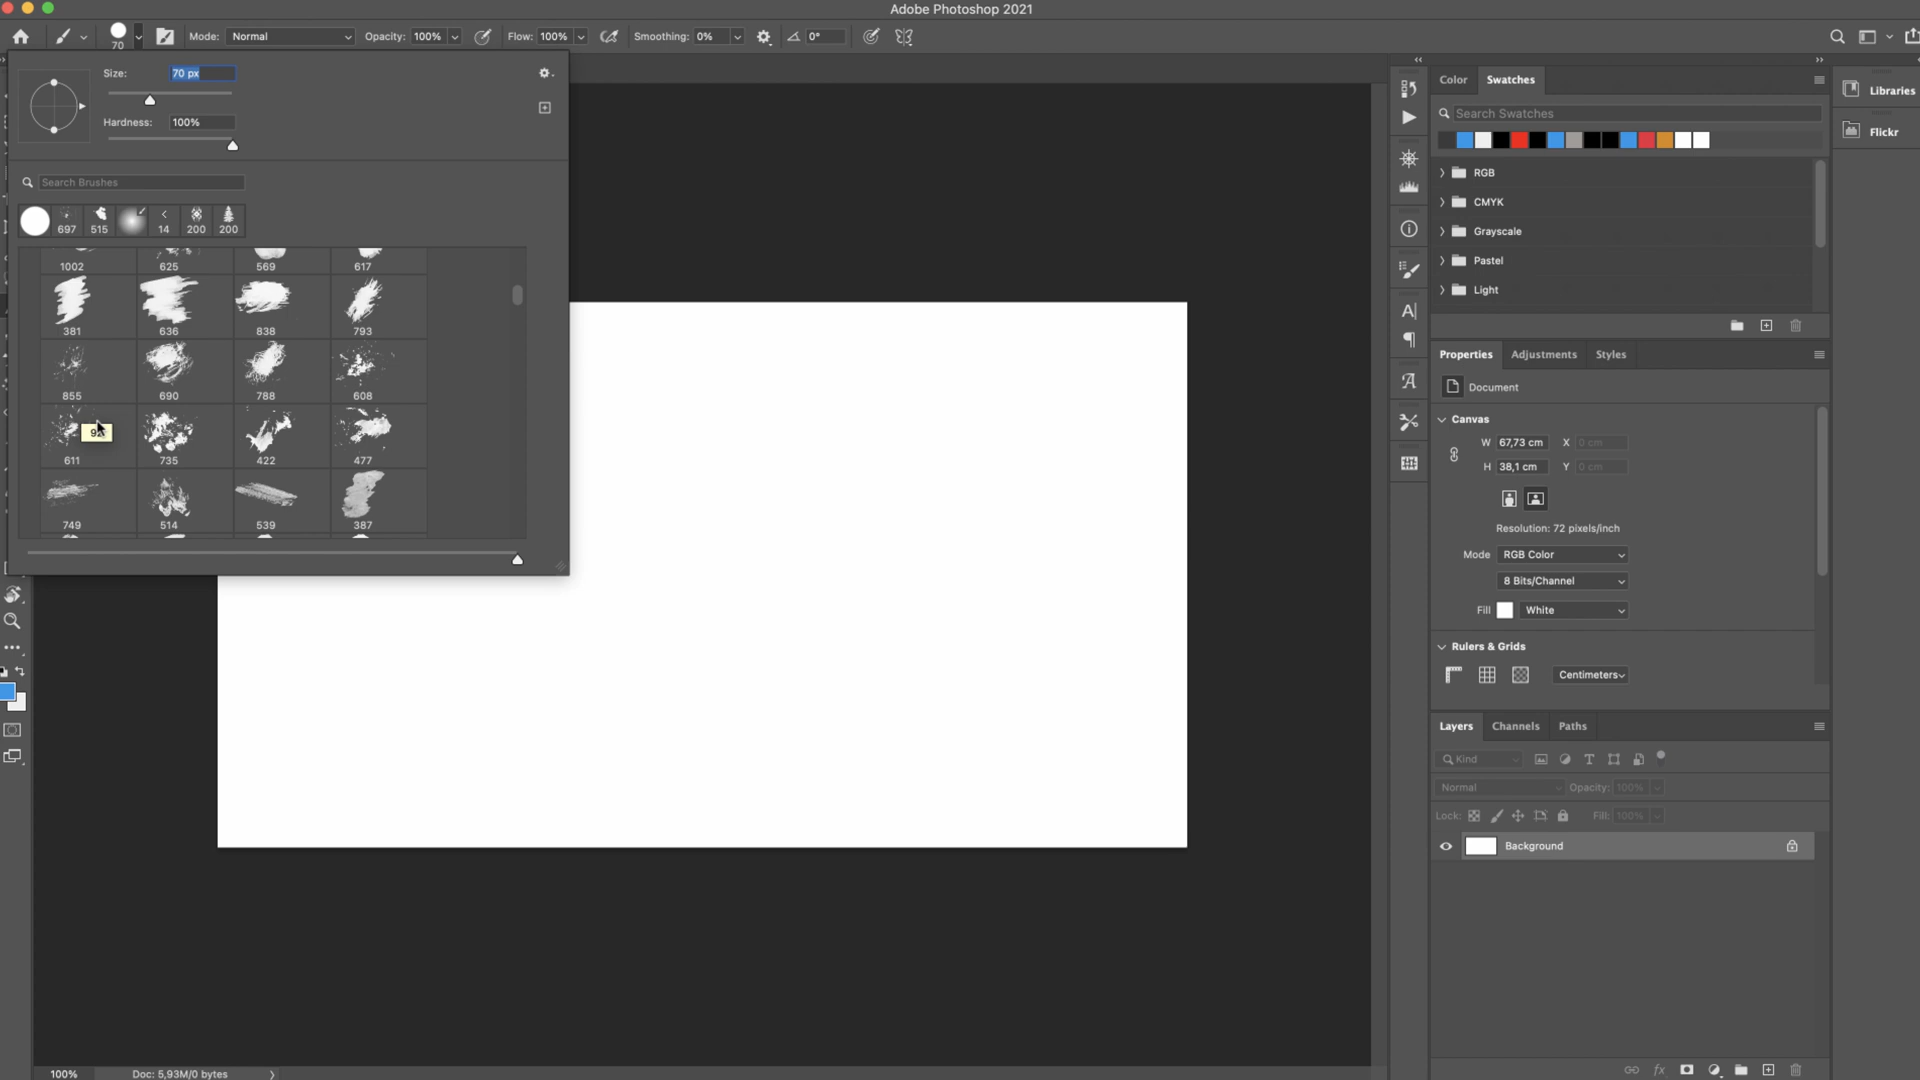 Adobe Photoshop 2021
70
Mode: Normal
Opacity: 100%
Flow: 100%
Smoothing: 0%
0°
Size: 70 px
Hardness: 100%
Search Brushes
697 515 14 200 200
1002 625 569 617
381 636 838 793
855 690 788 608
611 735 422 477
749 514 539 387
Color Swatches
Search Swatches
RGB
CMYK
Grayscale
Pastel
Light
Libraries
Flickr
Properties Adjustments Styles
Document
Canvas
W 67,73 cm X 0 cm
H 38,1 cm Y 0 cm
Resolution: 72 pixels/inch
Mode RGB Color
8 Bits/Channel
Fill White
Rulers & Grids
Centimeters
Layers Channels Paths
Kind
Normal Opacity: 100%
Lock: Fill: 100%
Background
fx
100% Doc: 5,93M/0 bytes